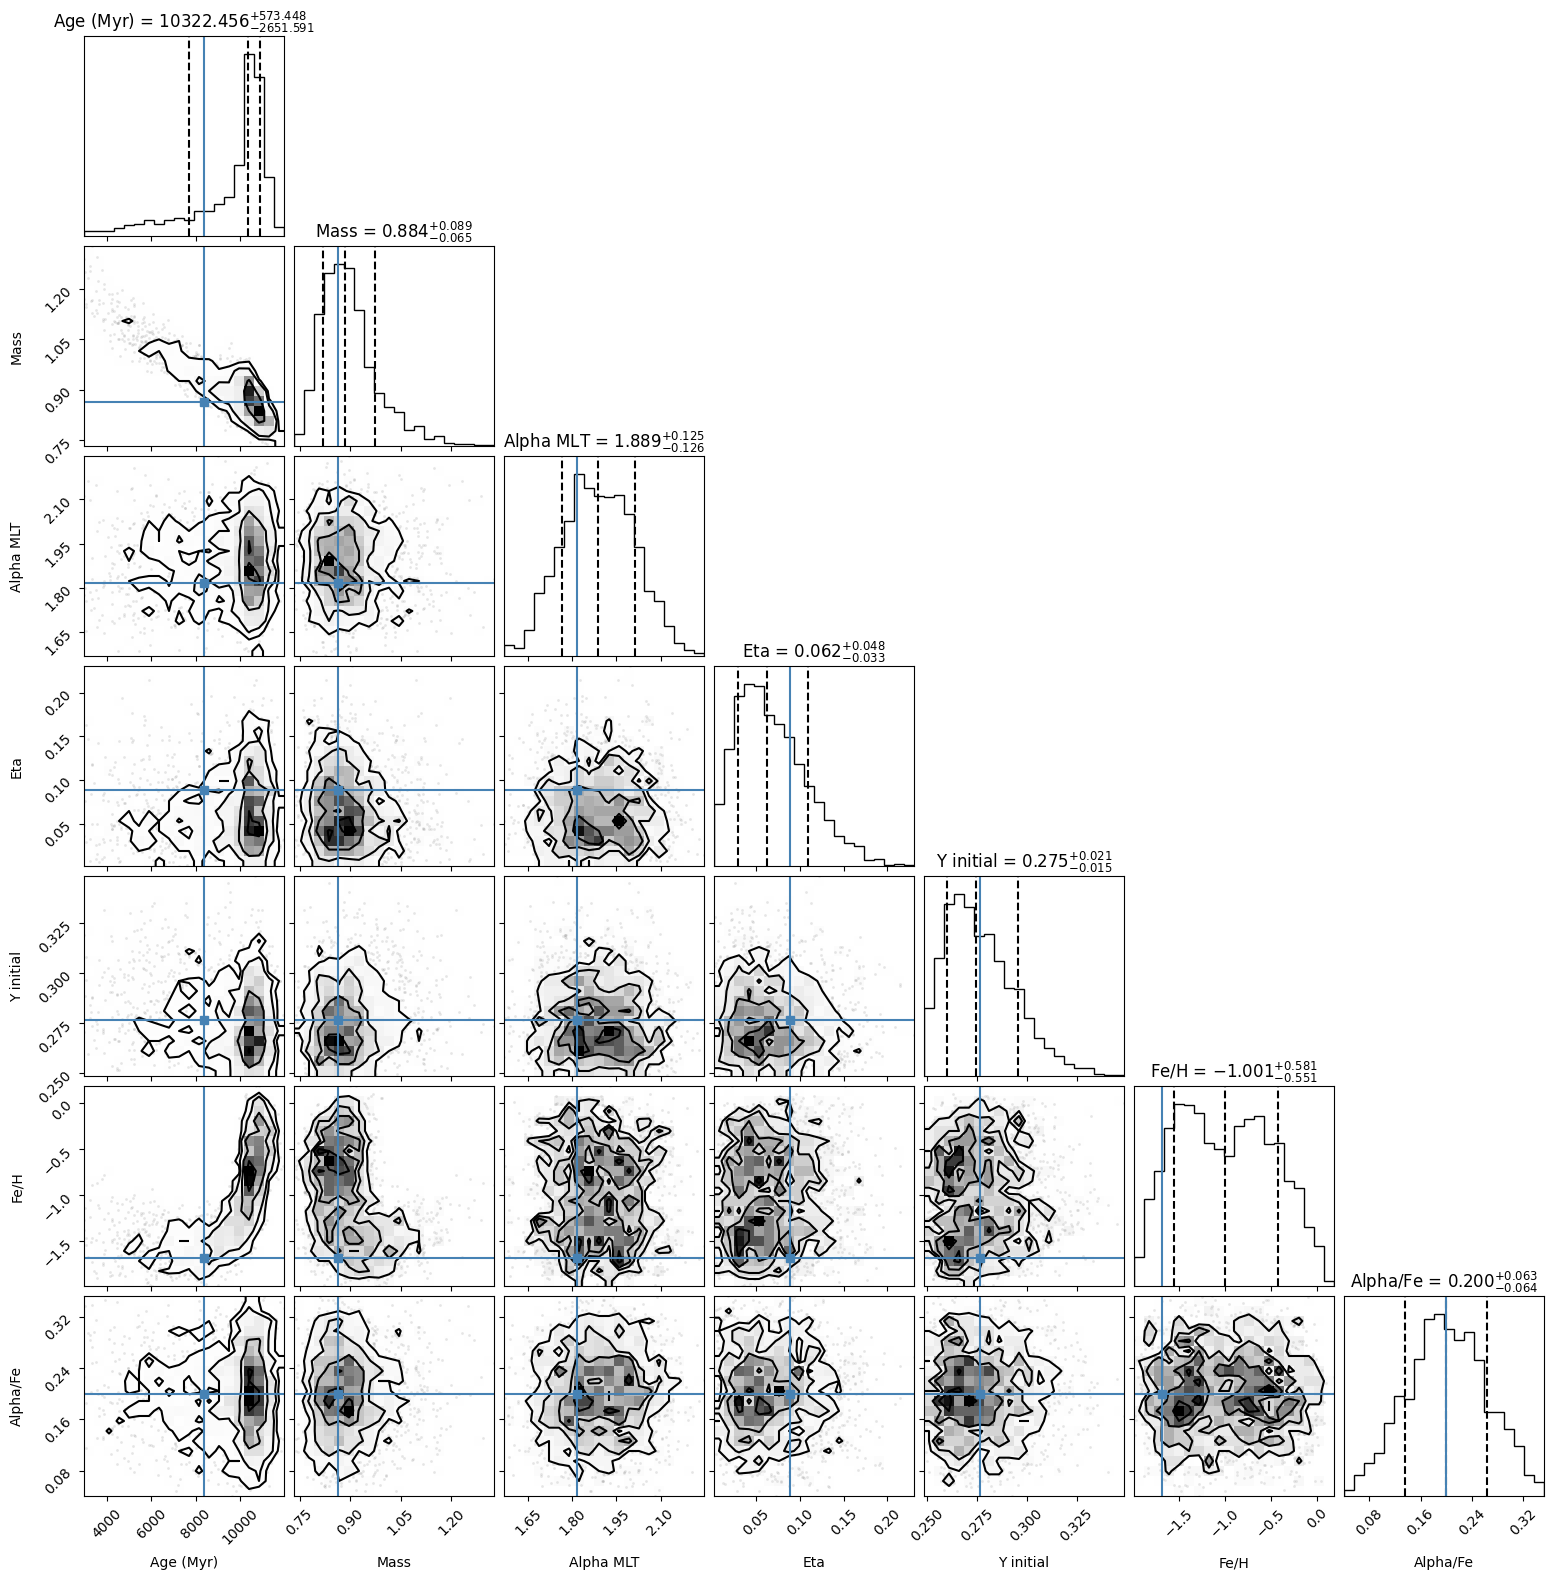 Age (Myr) = 10322.456+573.448−2651.591
Mass = 0.884+0.089−0.065
1.20
1.05
0.90
0.75
Mass
Alpha MLT = 1.889+0.125−0.126
2.10
1.95
1.80
1.65
Alpha MLT
Eta = 0.062+0.048−0.033
0.20
0.15
0.10
0.05
Eta
Y initial = 0.275+0.021−0.015
0.325
0.300
0.275
0.250
Y initial
Fe/H = −1.001+0.581−0.551
0.0
−0.5
−1.0
−1.5
Fe/H
Alpha/Fe = 0.200+0.063−0.064
0.32
0.24
0.16
0.08
Alpha/Fe
4000 6000 8000 10000 0.75 0.90 1.05 1.20 1.65 1.80 1.95 2.10 0.05 0.10 0.15 0.20 0.250 0.275 0.300 0.325 −1.5 −1.0 −0.5 0.0 0.08 0.16 0.24 0.32
Age (Myr) Mass Alpha MLT Eta Y initial Fe/H Alpha/Fe